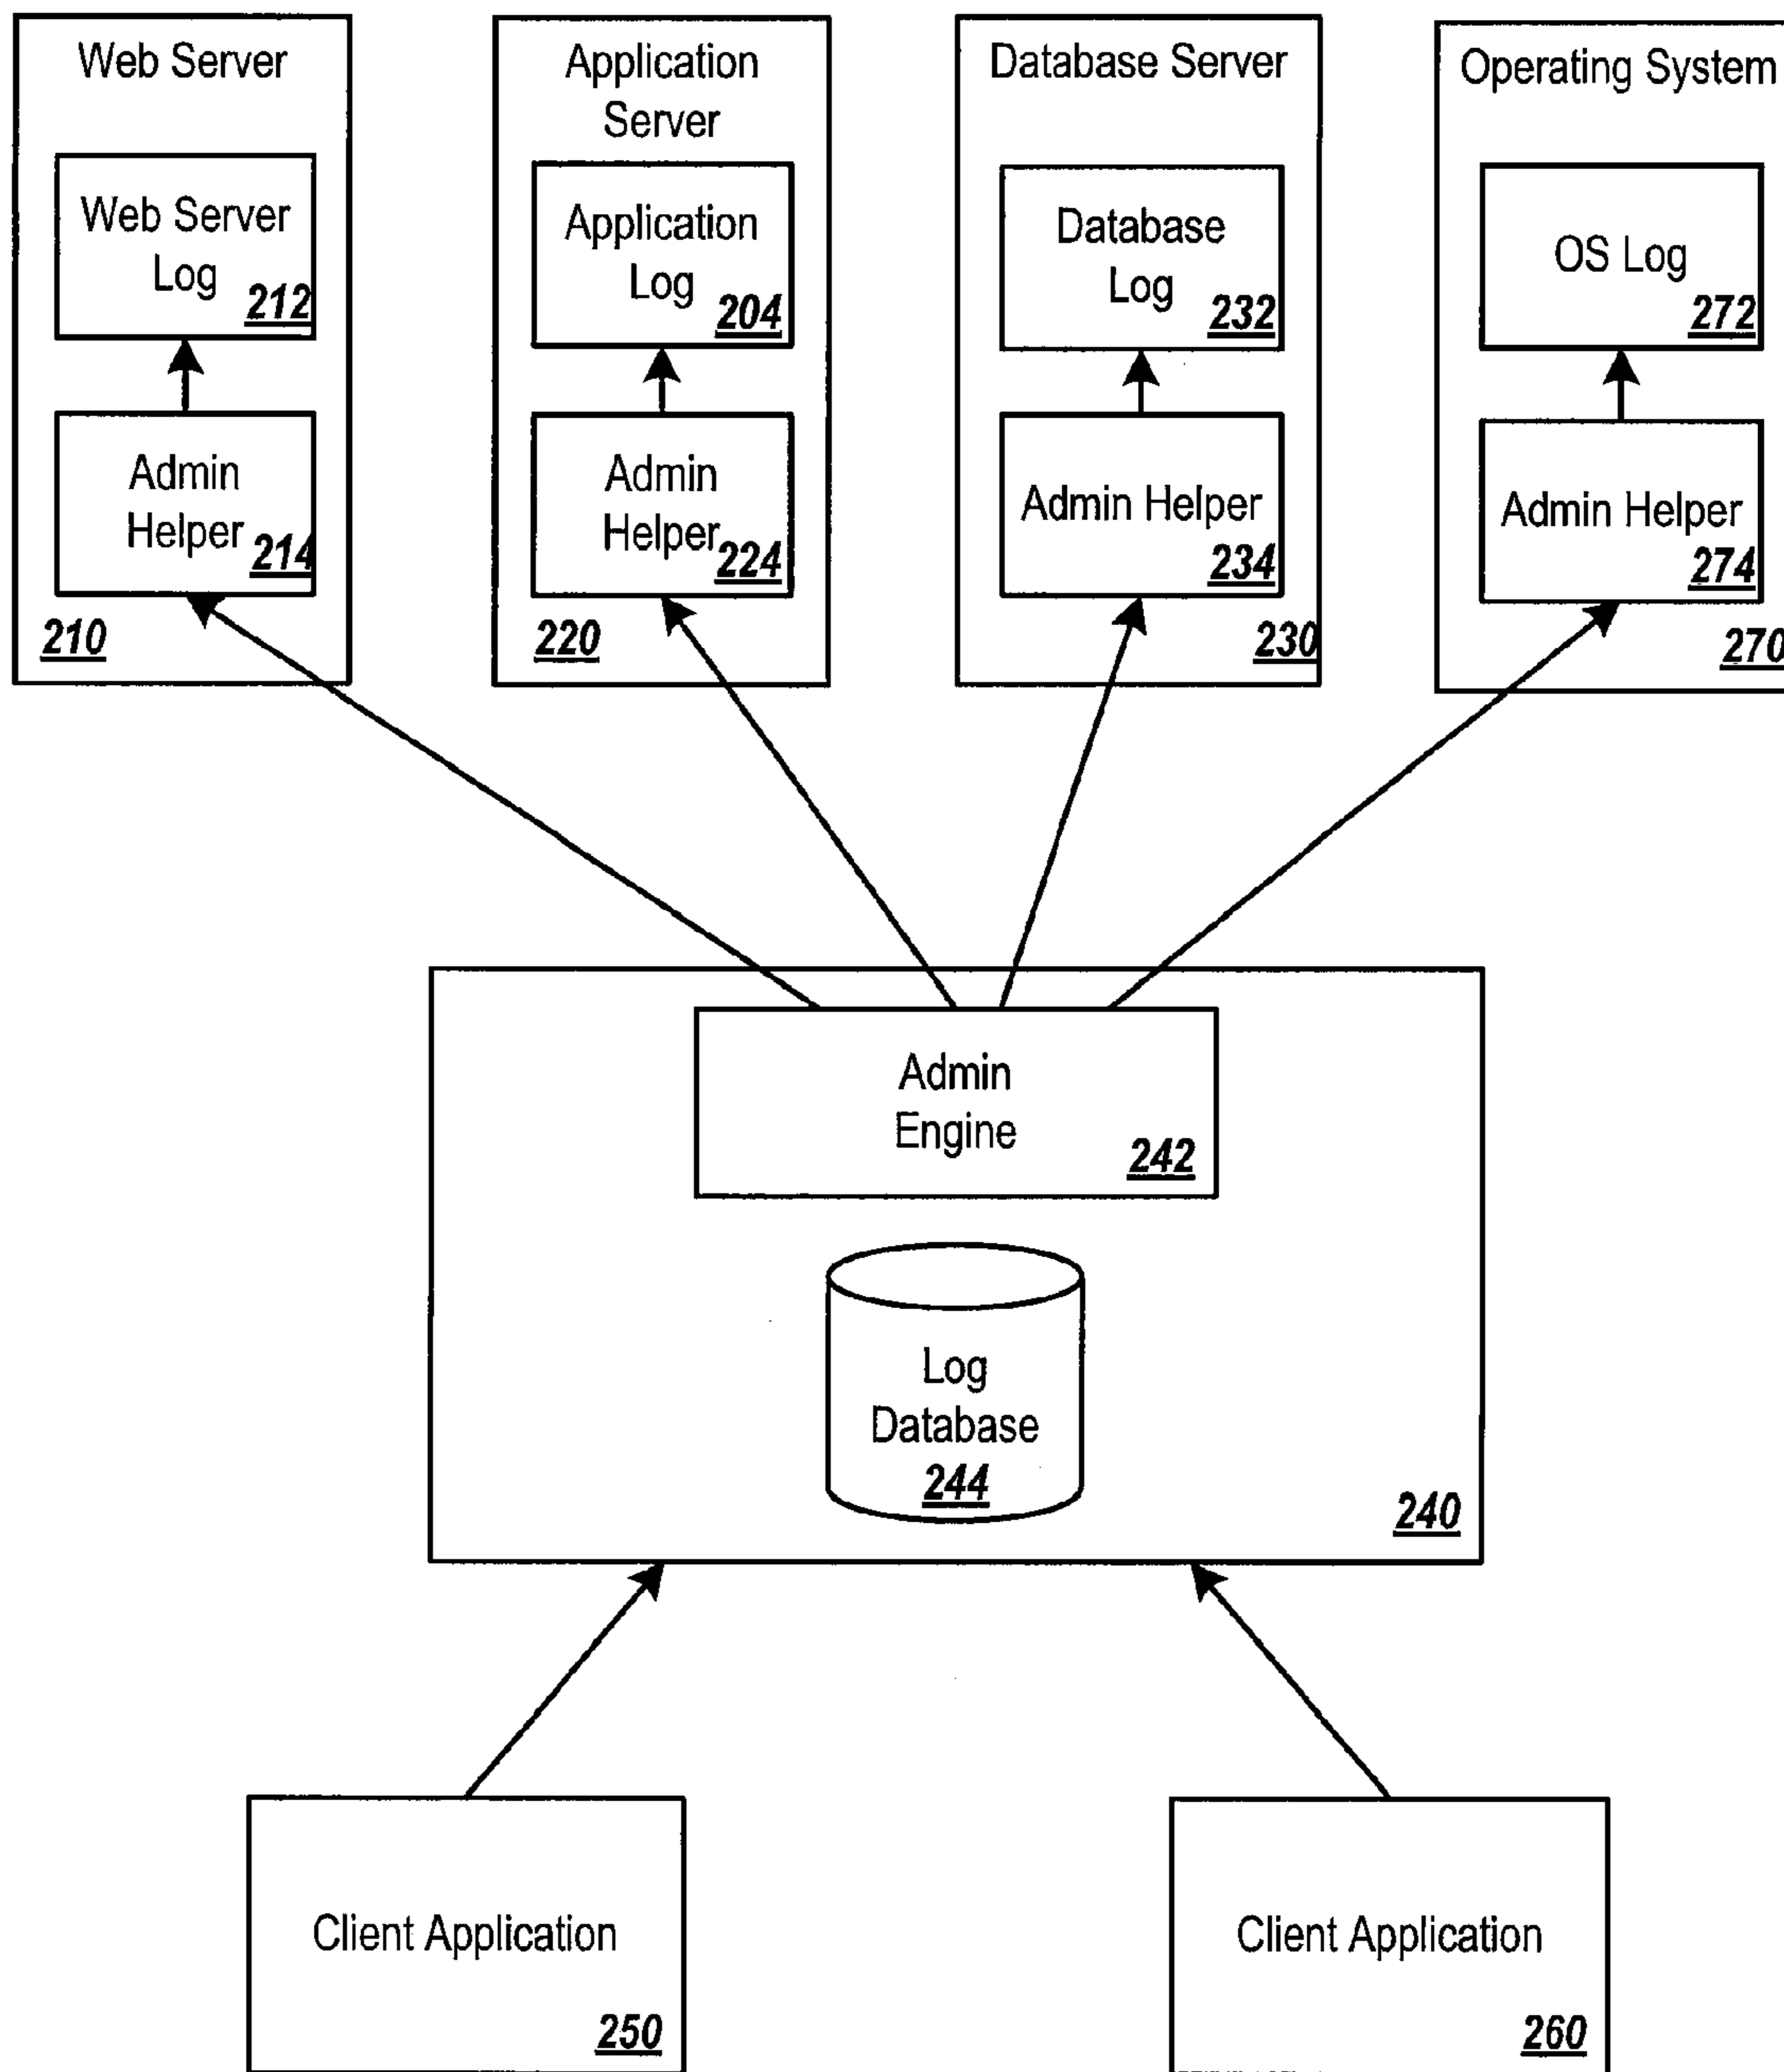 Web Server
Web Server
Log
212
Admin
Helper
214
210
Application
Server
Application
Log
204
Admin
Helper
224
220
Database Server
Database
Log
232
Admin Helper
234
230
Operating System
OS Log
272
Admin Helper
274
270
Admin
Engine
242
Log
Database
244
240
Client Application
250
Client Application
260